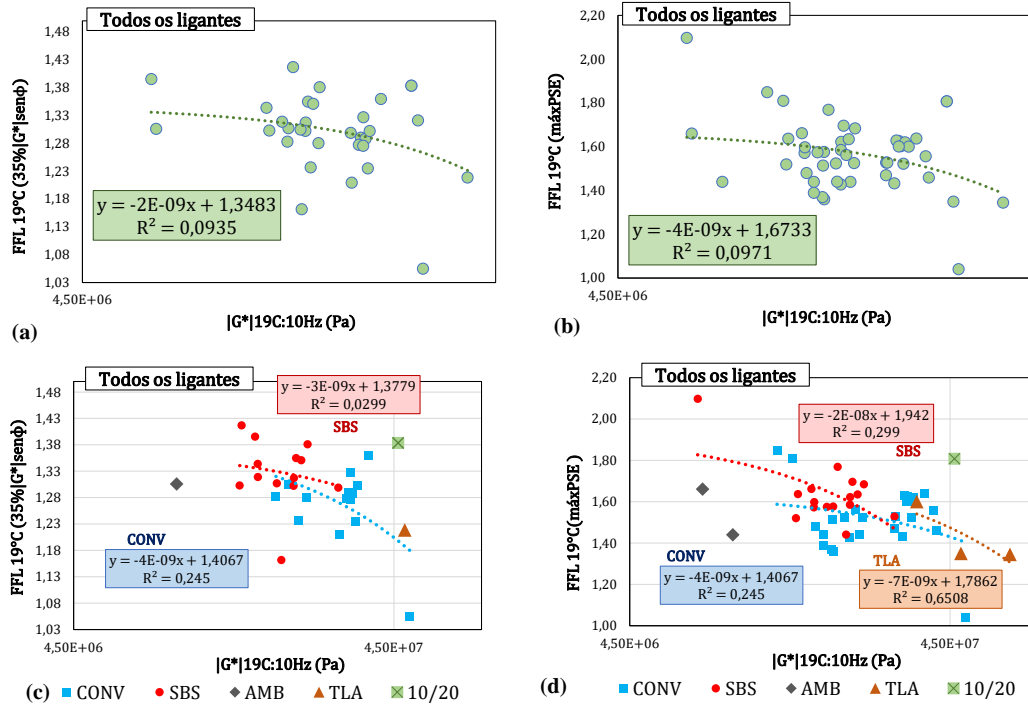 Todos os ligantes
FFL 19°C (35%|G*|senϕ)
1,48
1,43
1,38
1,33
1,28
1,23
1,18
1,13
1,08
1,03
y = -2E-09x + 1,3483
R² = 0,0935
4,50E+06
|G*|19C:10Hz (Pa)
(a)
Todos os ligantes
FFL 19°C (máxPSE)
2,20
2,00
1,80
1,60
1,40
1,20
1,00
y = -4E-09x + 1,6733
R² = 0,0971
4,50E+06
|G*|19C:10Hz (Pa)
(b)
Todos os ligantes
FFL 19°C (35%|G*|senϕ)
1,48
1,43
1,38
1,33
1,28
1,23
1,18
1,13
1,08
1,03
y = -3E-09x + 1,3779
R² = 0,0299
SBS
CONV
y = -4E-09x + 1,4067
R² = 0,245
4,50E+06
4,50E+07
|G*|19C:10Hz (Pa)
(c)
CONV
SBS
AMB
TLA
10/20
Todos os ligantes
FFL 19°C(máxPSE )
2,20
2,00
1,80
1,60
1,40
1,20
1,00
y = -2E-08x + 1,942
R² = 0,299
SBS
CONV
y = -4E-09x + 1,4067
R² = 0,245
TLA
y = -7E-09x + 1,7862
R² = 0,6508
4,50E+06
4,50E+07
|G*|19C:10Hz (Pa)
(d)
CONV
SBS
AMB
TLA
10/20